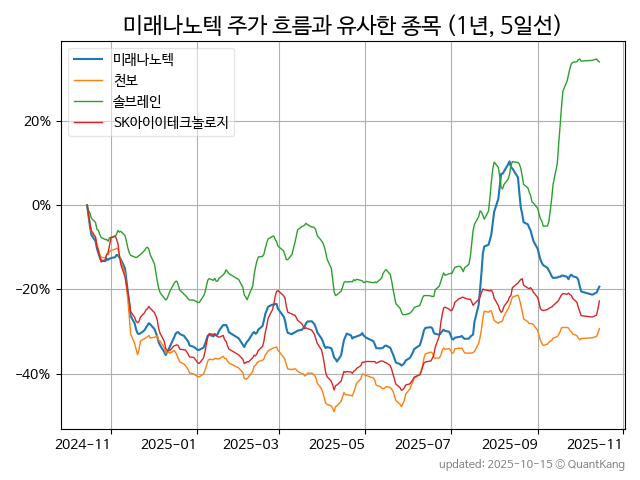 미래나노텍 주가 흐름과 유사한 종목 (1년, 5일선)
미래나노텍
천보
솔브레인
SK아이이테크놀로지
20%
0%
−20%
−40%
2024-11 2025-01 2025-03 2025-05 2025-07 2025-09 2025-11
updated: 2025-10-15 © QuantKang